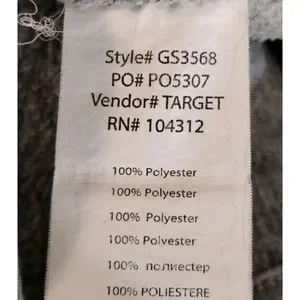 Style# GS3568
PO# PO5307
Vendor# TARGET
RN# 104312
100% Polyester
100% Polyester
100% Polyester
100% Polyester
100% полиестер
100% POLIESTERE